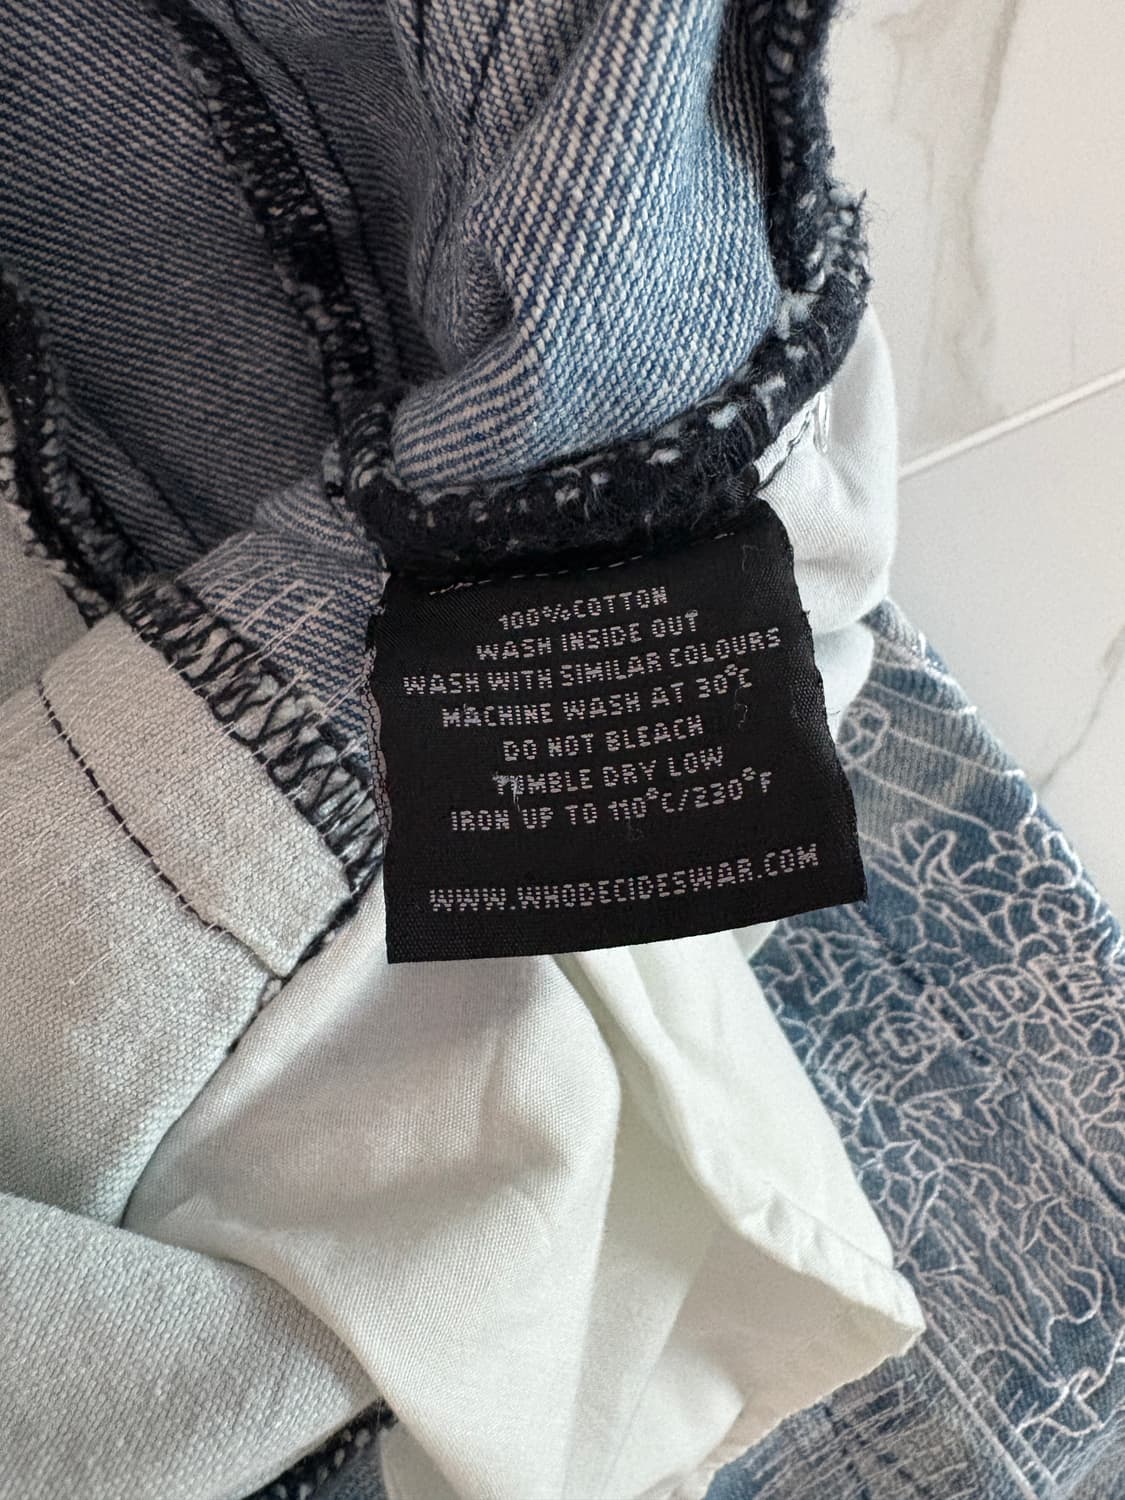 100%COTTON
WASH INSIDE OUT
WASH WITH SIMILAR COLOURS
MACHINE WASH AT 30°C
DO NOT BLEACH
TUMBLE DRY LOW
IRON UP TO 110°C/230°F
WWW.WHODECIDESWAR.COM